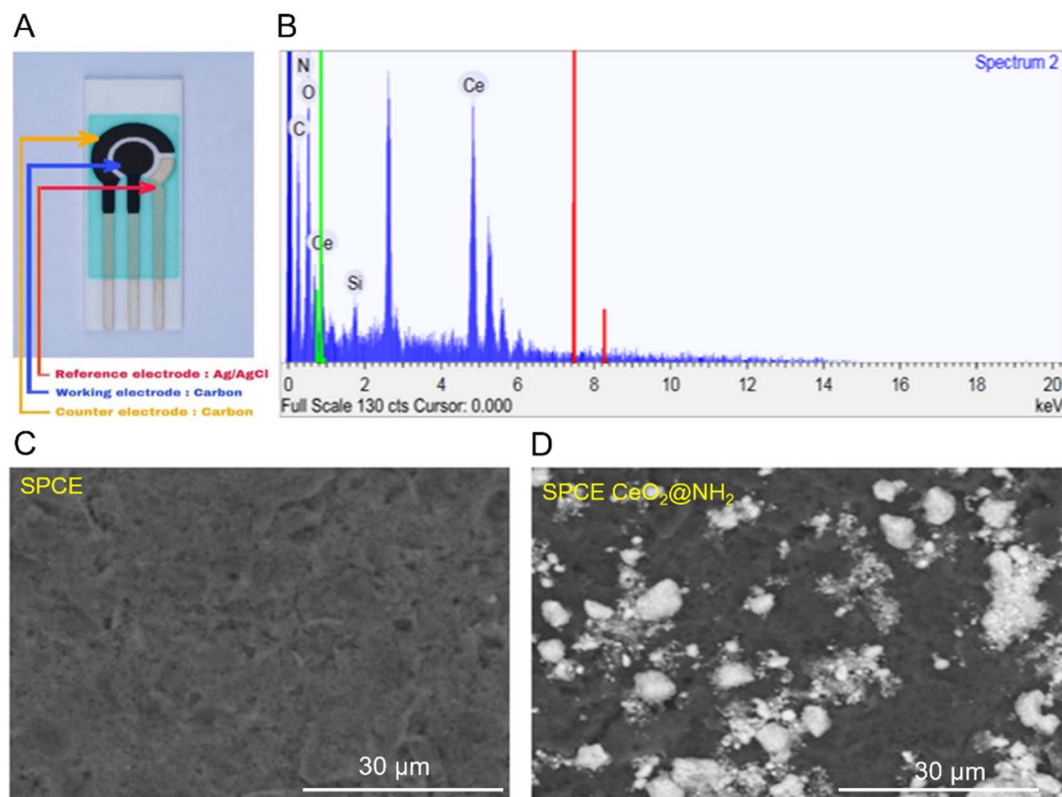 A
B
Spectrum 2
N
O
C
Ce
Ce
Si
0 2 4 6 8 10 12 14 16 18 20
Full Scale 130 cts Cursor: 0.000 keV
Reference electrode : Ag/AgCl
Working electrode : Carbon
Counter electrode : Carbon
C
D
SPCE
30 µm
SPCE CeO₂@NH₂
30 µm